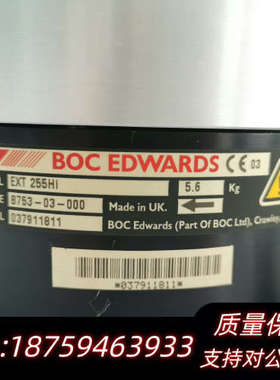 BOC EDWARDS CE 03
L EXT 255HI 5.6 Kg
E B753-03-000 Made in UK.
037911811 BOC Edwards (Part Of BOC Ltd), Crawley,
*037911811*
质量保
:18759463933 支持对公